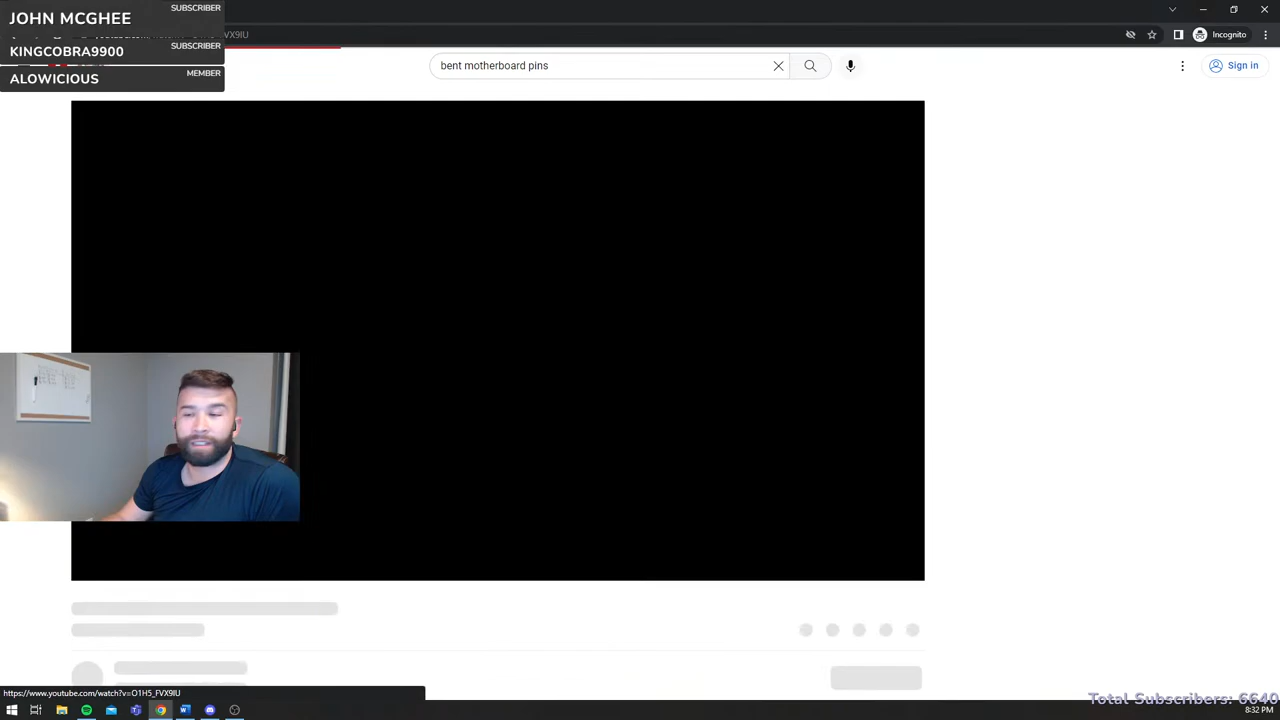 JOHN MCGHEE
SUBSCRIBER
KINGCOBRA9900
SUBSCRIBER
ALOWICIOUS
MEMBER
Incognito
bent motherboard pins
Sign in
https://www.youtube.com/watch?v=O1H5_FVX9IU
Total Subscribers: 6640
8:32 PM